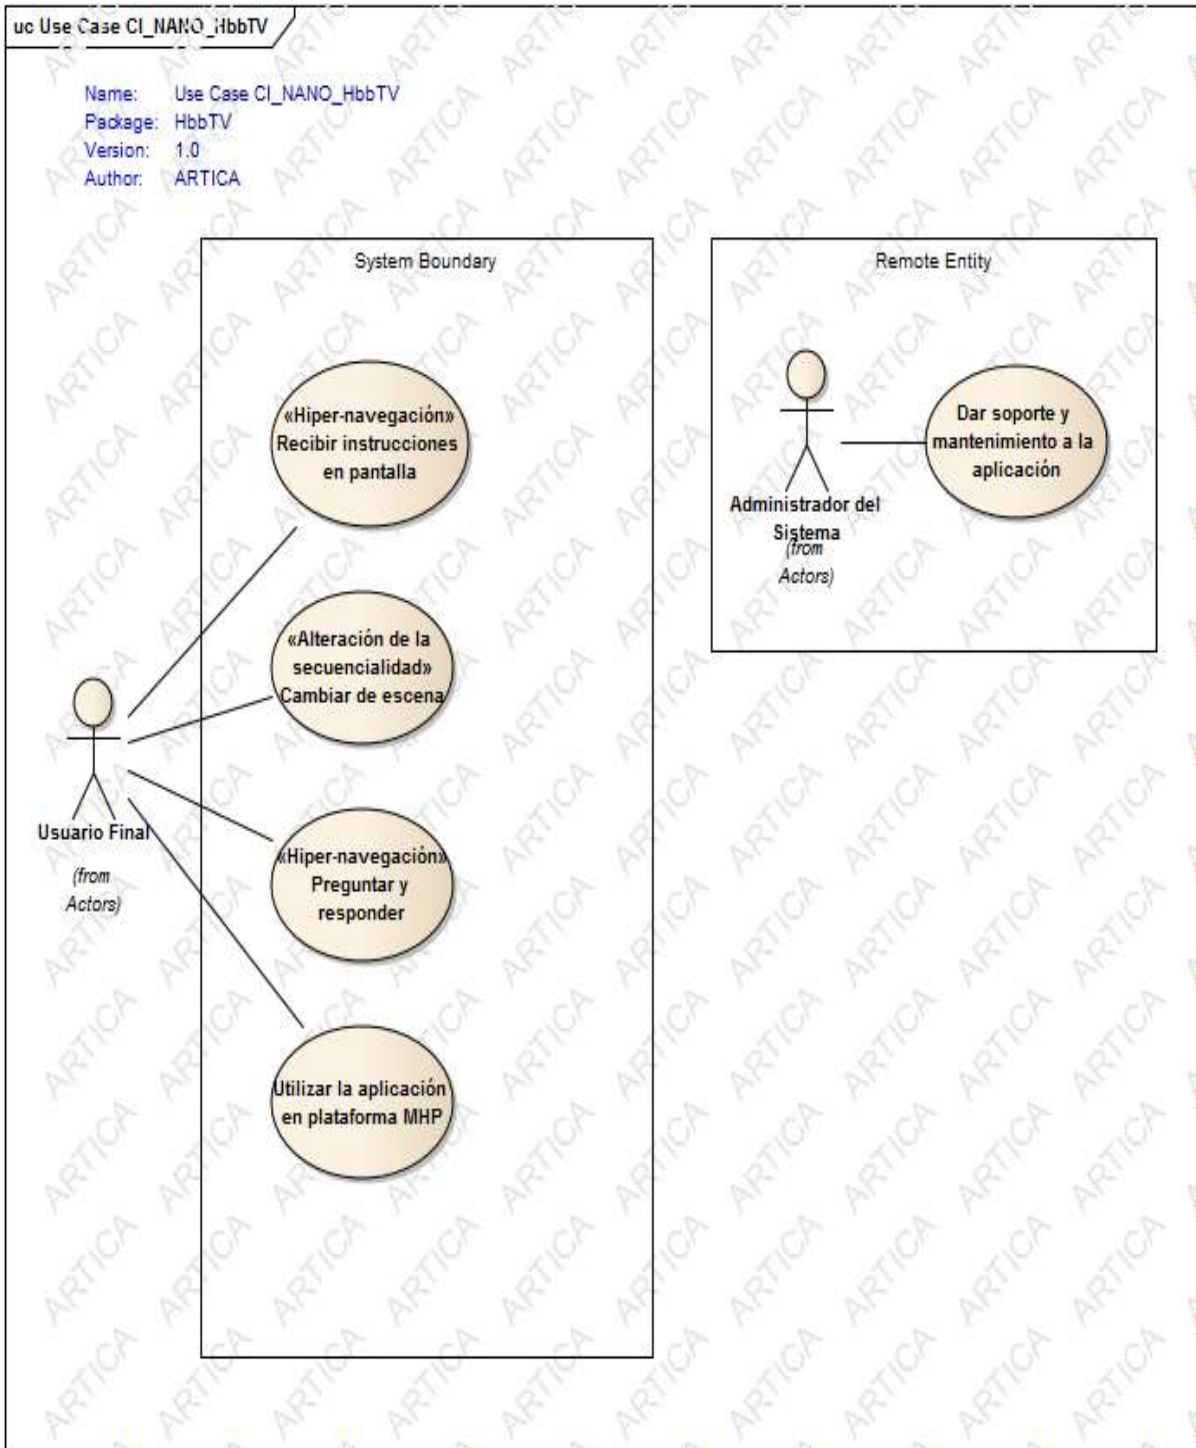 uc Use Case CI_NANO_HbbTV
Name: Use Case CI_NANO_HbbTV
Package: HbbTV
Version: 1.0
Author: ARTICA
System Boundary
«Hiper-navegación»
Recibir instrucciones
en pantalla
«Alteración de la
secuencialidad»
Cambiar de escena
«Hiper-navegación»
Preguntar y
responder
Utilizar la aplicación
en plataforma MHP
Usuario Final
(from
Actors)
Remote Entity
Administrador del
Sistema
(from
Actors)
Dar soporte y
mantenimiento a la
aplicación
ARTICA